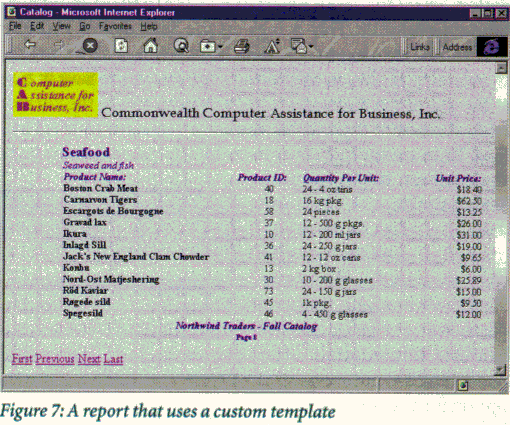 Catalog - Microsoft Internet Explorer
File Edit View Go Favorites Help
Links Address
Computer
Assistance for
Business, Inc.
Commonwealth Computer Assistance for Business, Inc.
Seafood
Seaweed and fish
Product Name: Product ID: Quantity Per Unit: Unit Price:
Boston Crab Meat 40 24 - 4 oz tins $18.40
Carnarvon Tigers 18 16 kg pkg. $62.50
Escargots de Bourgogne 58 24 pieces $13.25
Gravad lax 37 12 - 500 g pkgs. $26.00
Ikura 10 12 - 200 ml jars $31.00
Inlagd Sill 36 24 - 250 g jars $19.00
Jack's New England Clam Chowder 41 12 - 12 oz cans $9.65
Konbu 13 2 kg box $6.00
Nord-Ost Matjeshering 30 10 - 200 g glasses $25.89
Röd Kaviar 73 24 - 150 g jars $15.00
Røgede sild 45 1k pkg. $9.50
Spegesild 46 4 - 450 g glasses $12.00
Northwind Traders - Fall Catalog
Page 8
First Previous Next Last
Figure 7: A report that uses a custom template